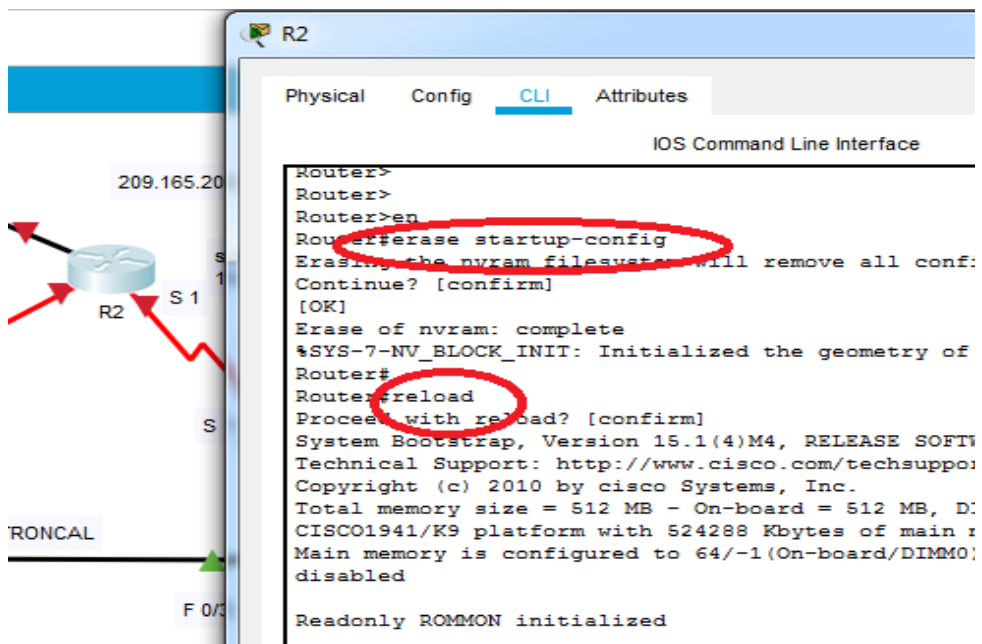 R2
Physical Config CLI Attributes
IOS Command Line Interface
209.165.20
s
1
S 1
R2
S
RONCAL
F 0/3
Router>
Router>
Router>en
Router#erase startup-config
Erasing the nvram filesystem will remove all confi
Continue? [confirm]
[OK]
Erase of nvram: complete
%SYS-7-NV_BLOCK_INIT: Initialized the geometry of
Router#
Router#reload
Proceed with reload? [confirm]
System Bootstrap, Version 15.1(4)M4, RELEASE SOFTW
Technical Support: http://www.cisco.com/techsuppor
Copyright (c) 2010 by cisco Systems, Inc.
Total memory size = 512 MB - On-board = 512 MB, DI
CISCO1941/K9 platform with 524288 Kbytes of main
Main memory is configured to 64/-1(On-board/DIMM0)
disabled
Readonly ROMMON initialized